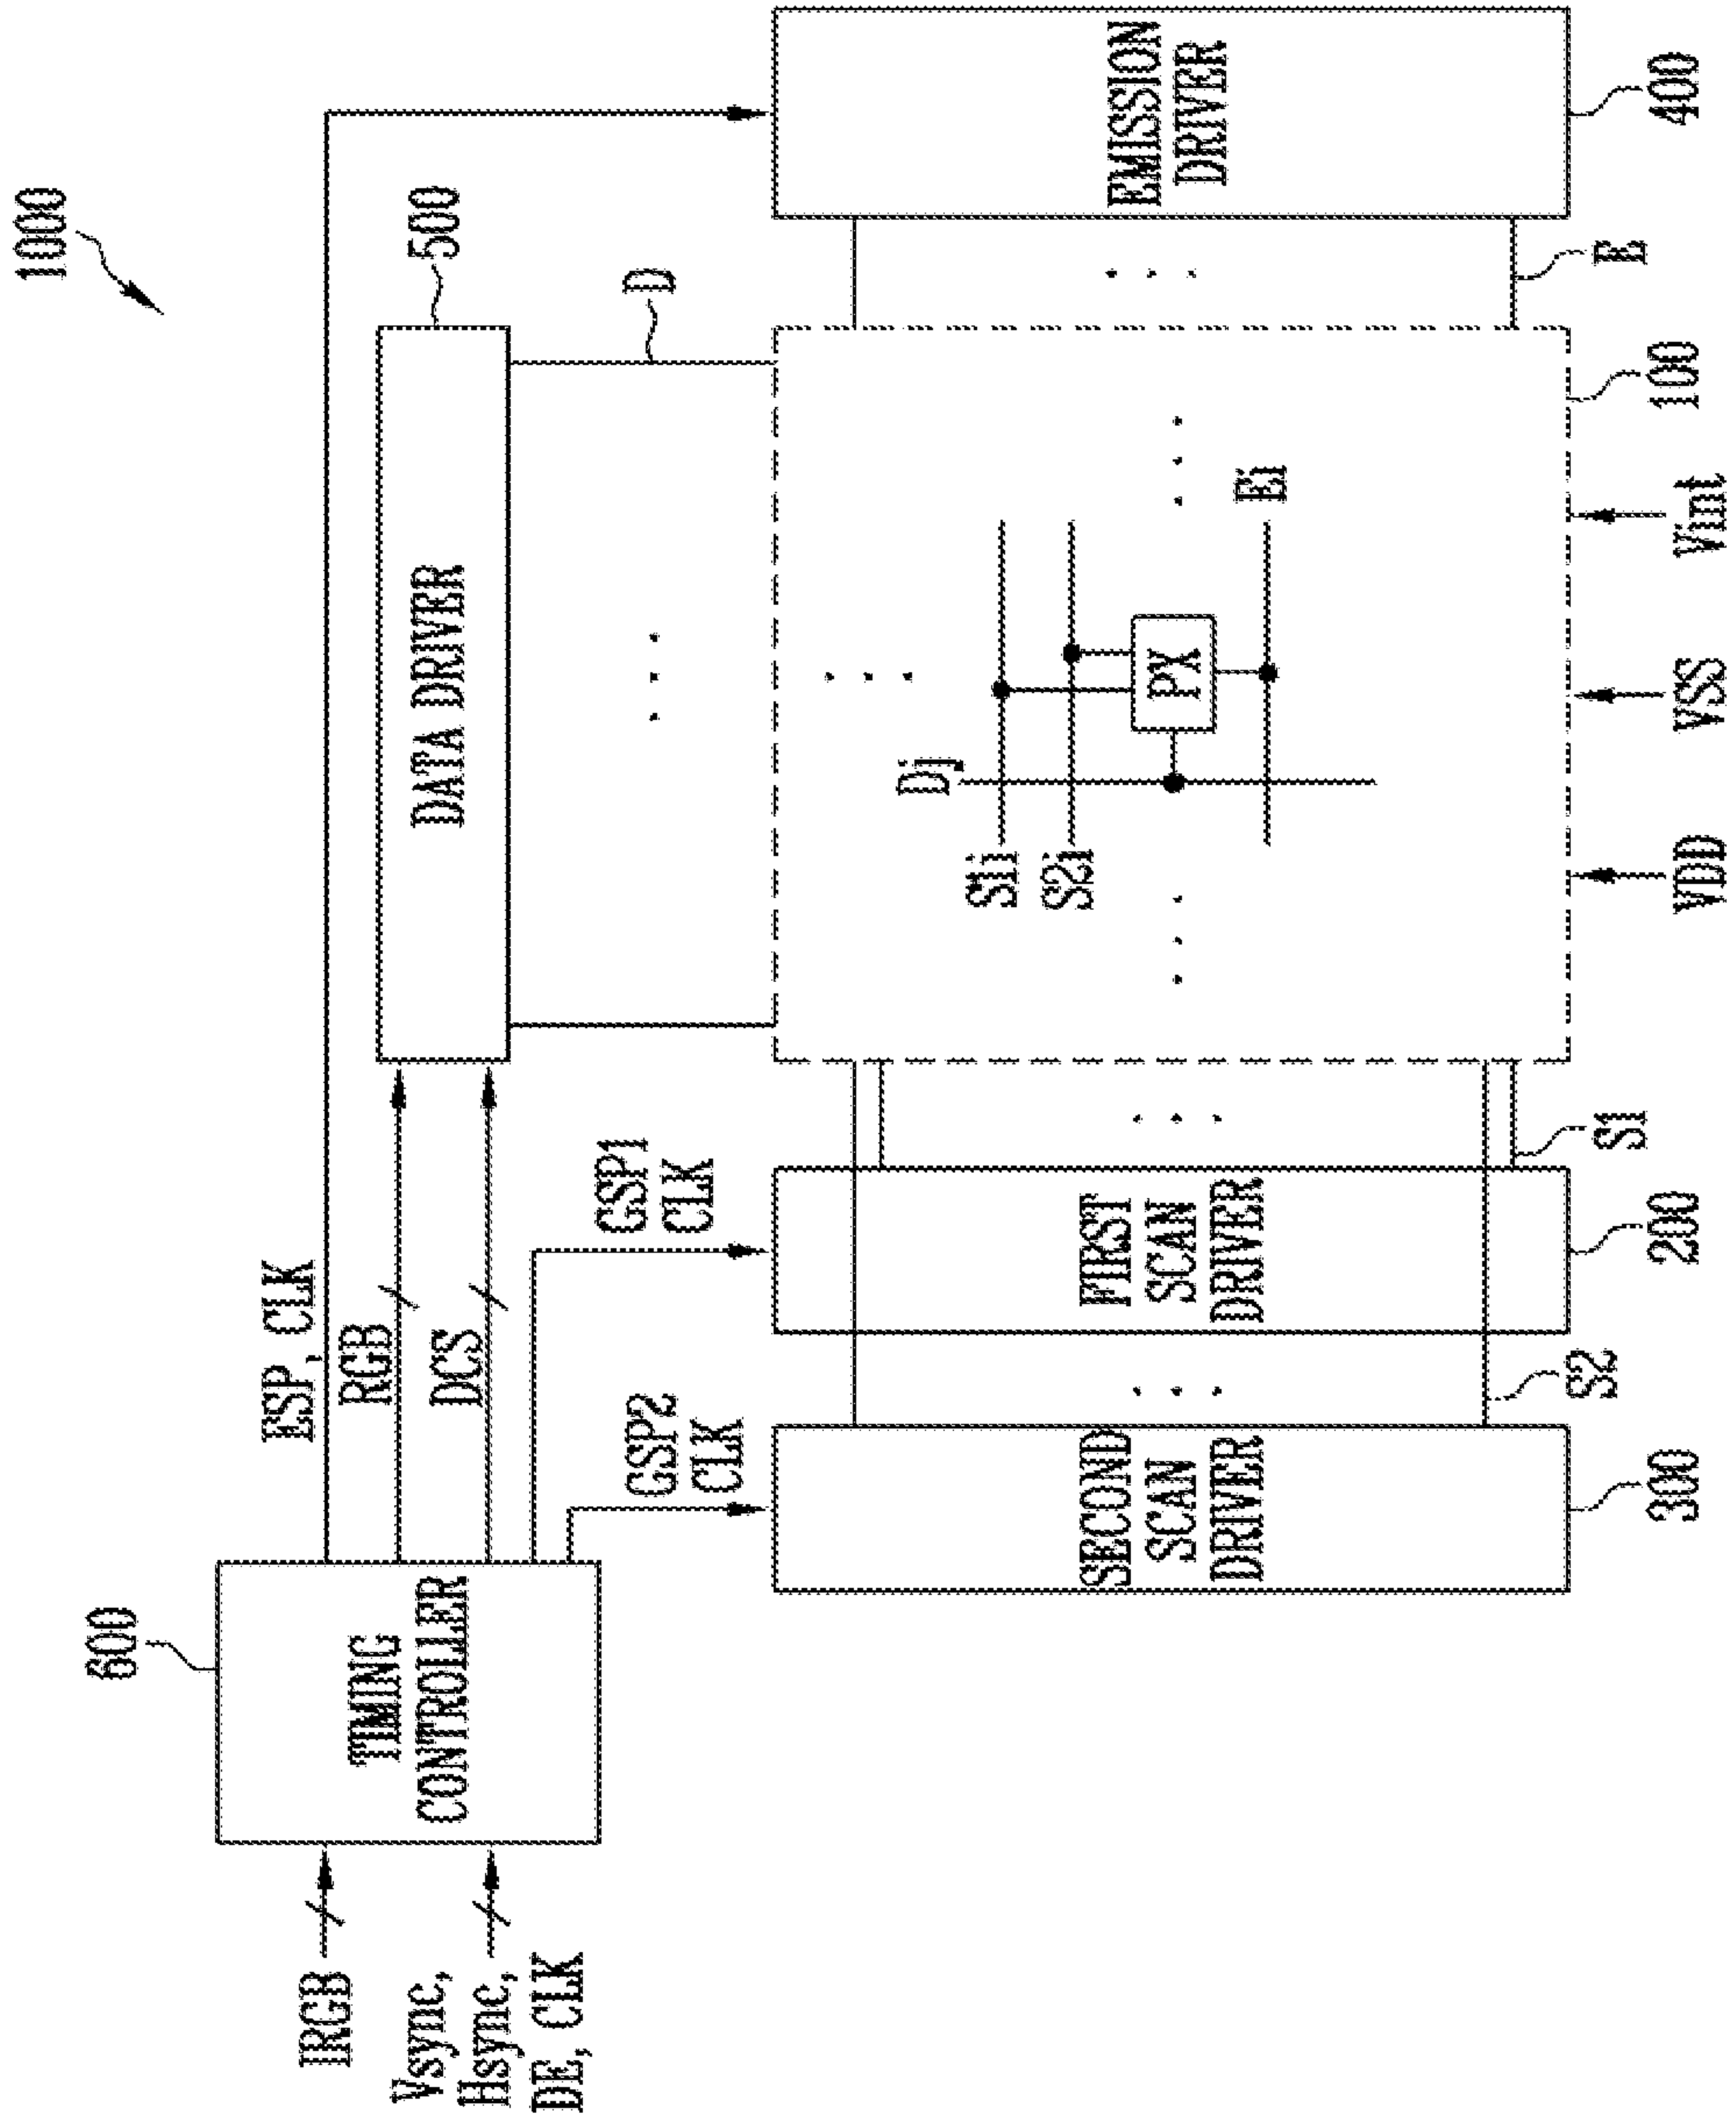 1000
600
500
TIMING
CONTROLLER
IRGB
Vsync,
Hsync,
DE, CLK
ESP, CLK
RGB
DCS
GSP1
CLK
GSP2
CLK
DATA DRIVER
D
SECOND
SCAN
DRIVER
FIRST
SCAN
DRIVER
EMISSION
DRIVER
Dj
S1i
S2i
PX
Ei
300
S2
200
S1
100
E
400
VDD
VSS
Vint